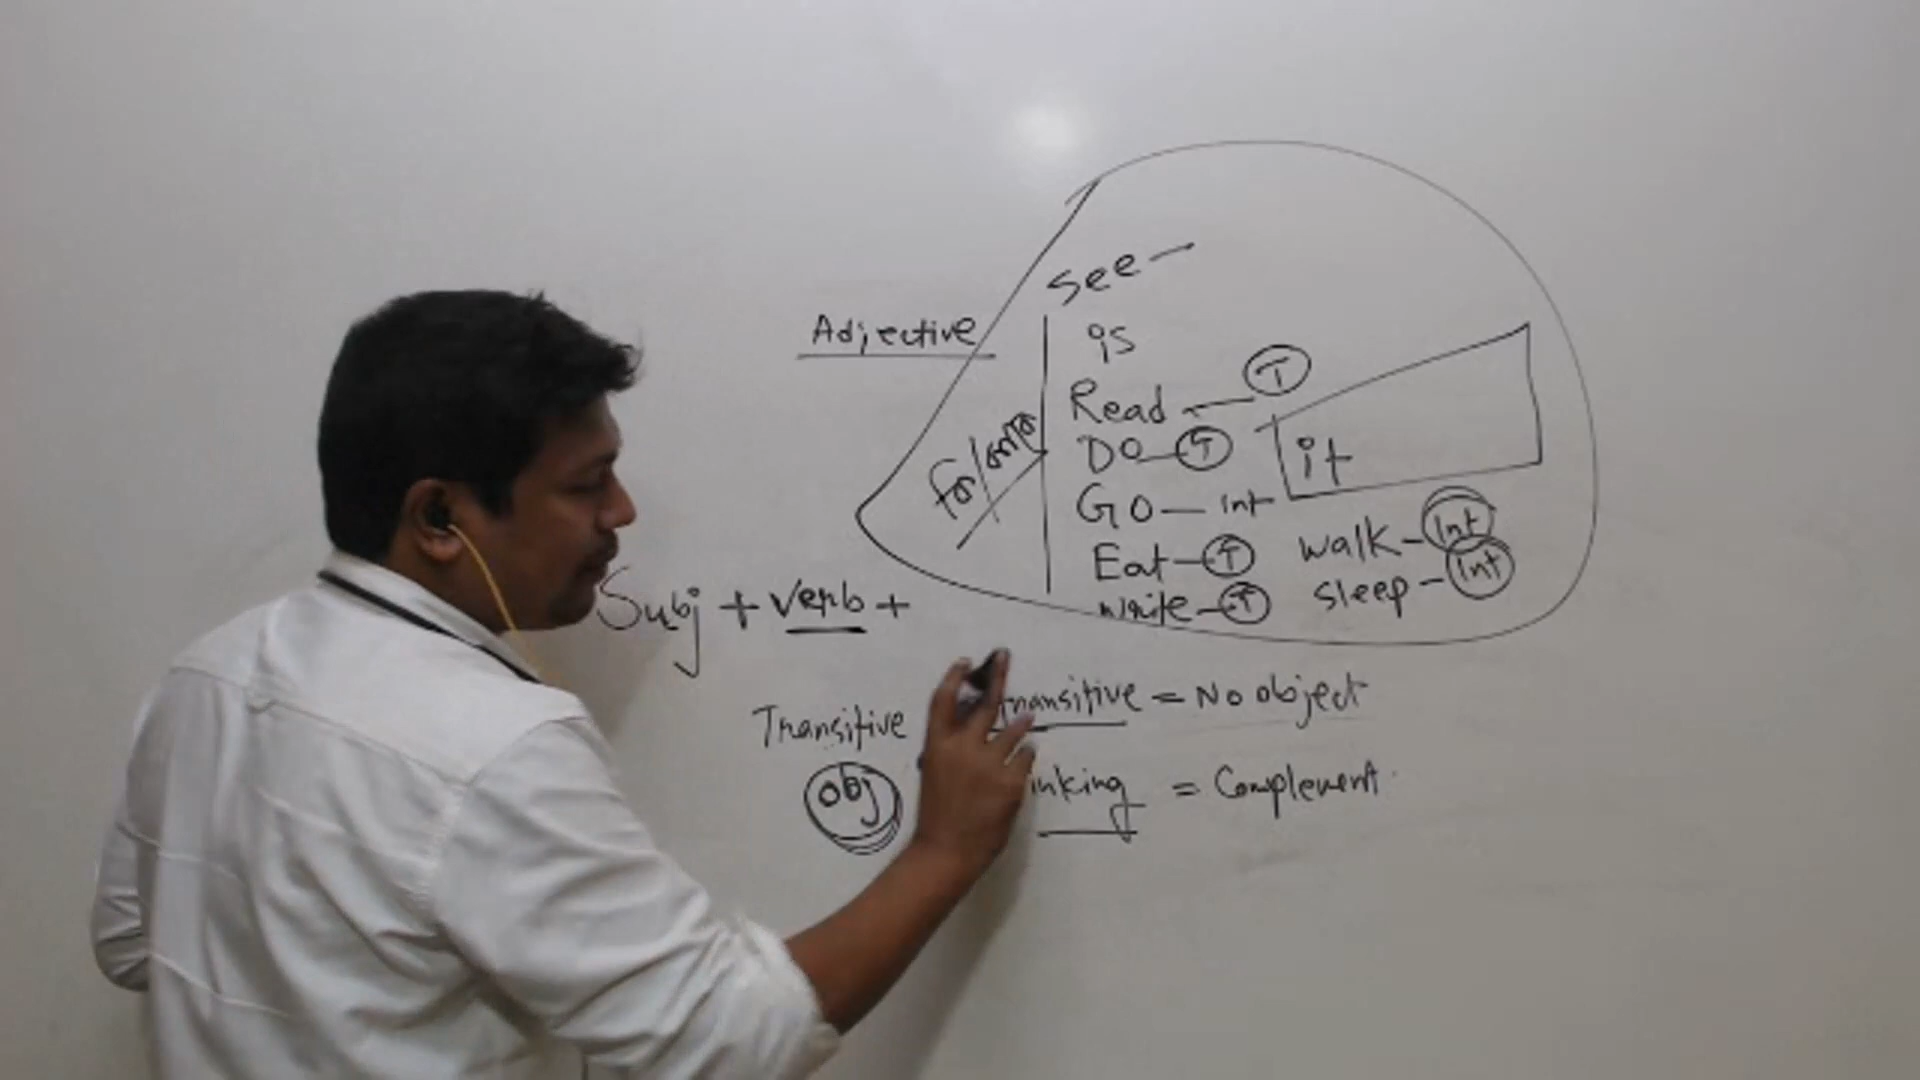 see —
Adjective
is
Read — T
DO — T
it
GO — Int
walk - Int
Eat — T
sleep - Int
write - T
Subj + verb +
Transitive
transitive = No object
obj
inking = Complement